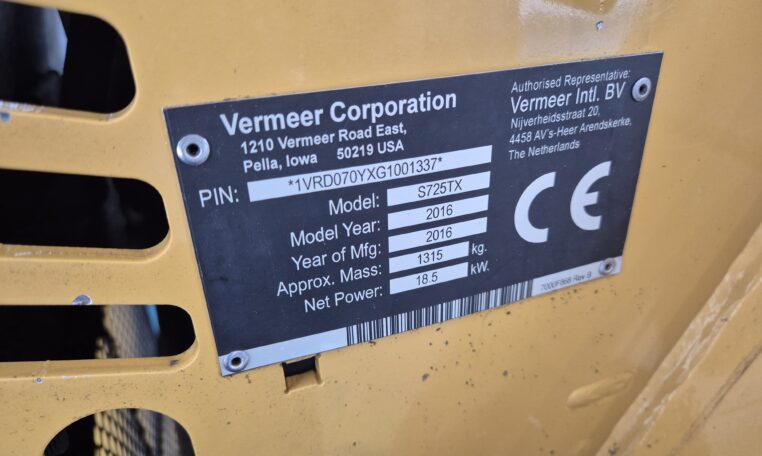 Vermeer Corporation
1210 Vermeer Road East,
Pella, Iowa 50219 USA
Authorised Representative:
Vermeer Intl. BV
Nijverheidsstraat 20,
4458 AV's-Heer Arendskerke,
The Netherlands
PIN: *1VRD070YXG1001337*
Model: S725TX
Model Year: 2016
Year of Mfg: 2016
Approx. Mass: 1315 kg.
Net Power: 18.5 kW.
CE
7000F868 Rev B